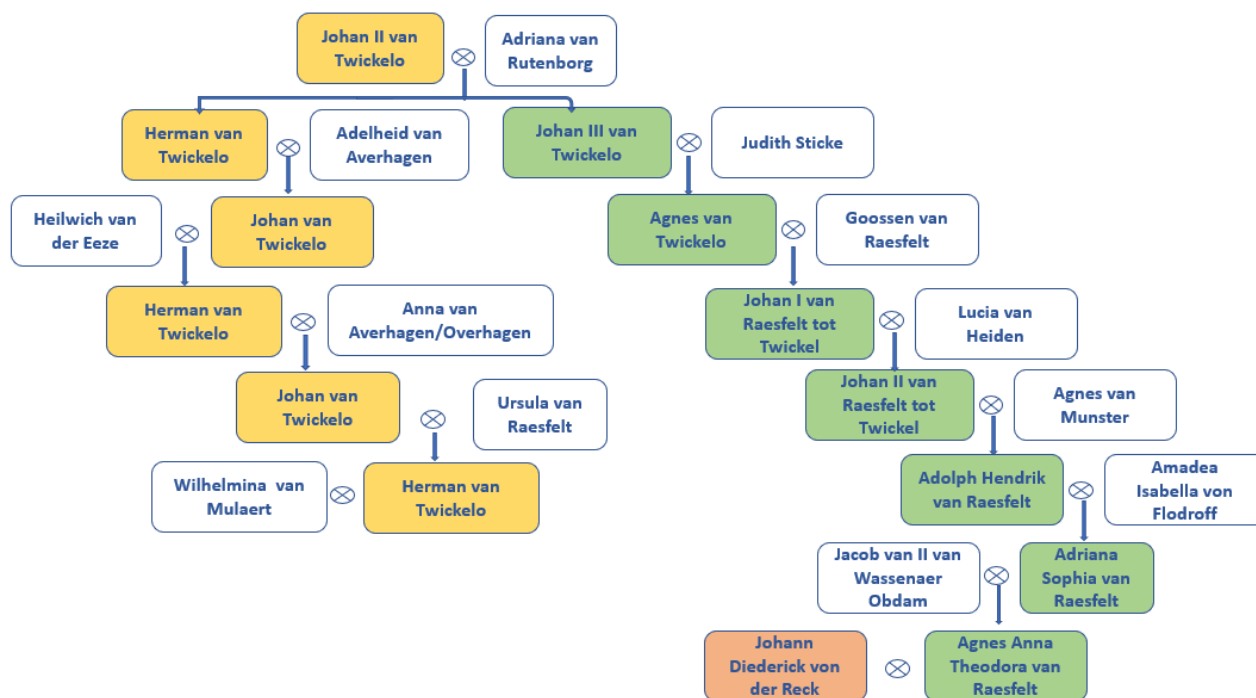 Johan II van
Twickelo
Adriana van
Rutenborg
Herman van
Twickelo
Adelheid van
Averhagen
Johan III van
Twickelo
Judith Sticke
Heilwich van
der Eeze
Johan van
Twickelo
Agnes van
Twickelo
Goossen van
Raesfelt
Herman van
Twickelo
Anna van
Averhagen/Overhagen
Johan I van
Raesfelt tot
Twickel
Lucia van
Heiden
Johan van
Twickelo
Ursula van
Raesfelt
Johan II van
Raesfelt tot
Twickel
Agnes van
Munster
Wilhelmina van
Mulaert
Herman van
Twickelo
Adolph Hendrik
van Raesfelt
Amadea
Isabella von
Flodroff
Jacob van II van
Wassenaer
Obdam
Adriana
Sophia van
Raesfelt
Johann
Diederick von
der Reck
Agnes Anna
Theodora van
Raesfelt